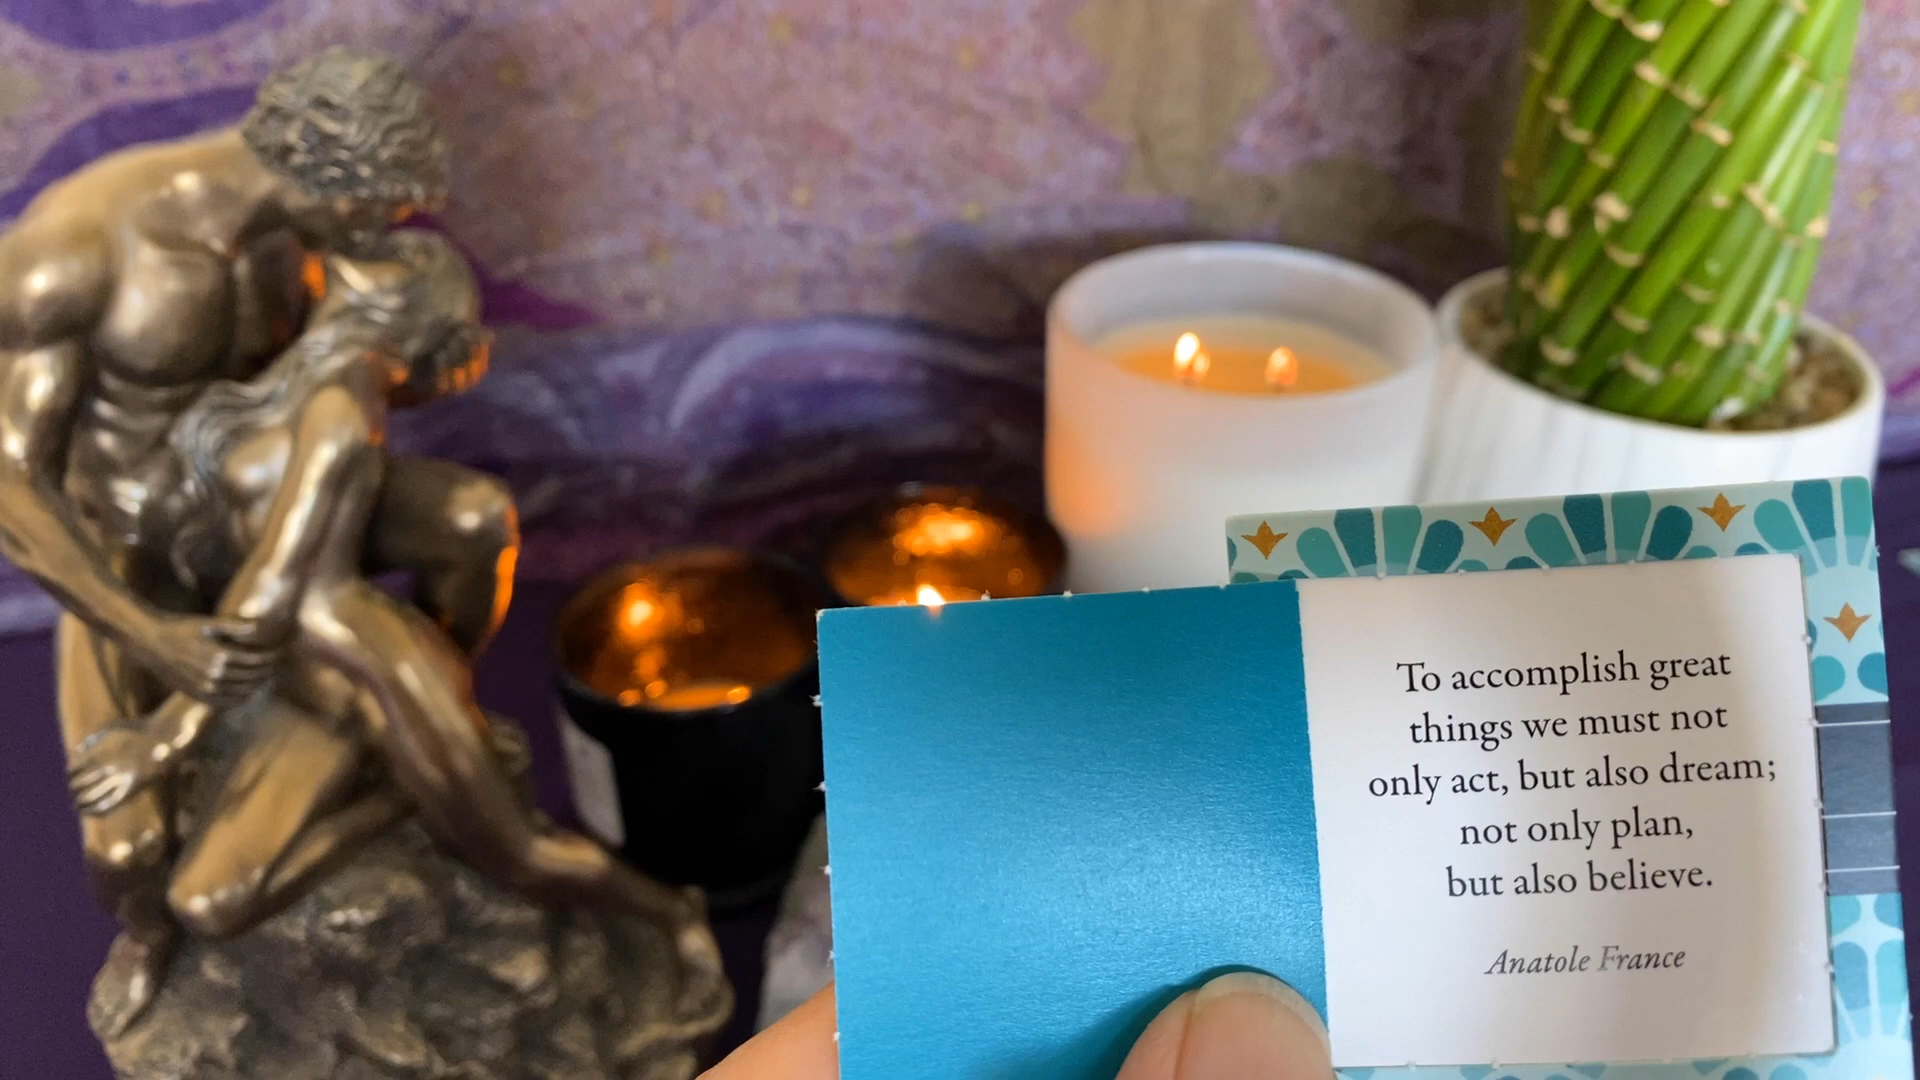 To accomplish great
things we must not
only act, but also dream;
not only plan,
but also believe.
Anatole France